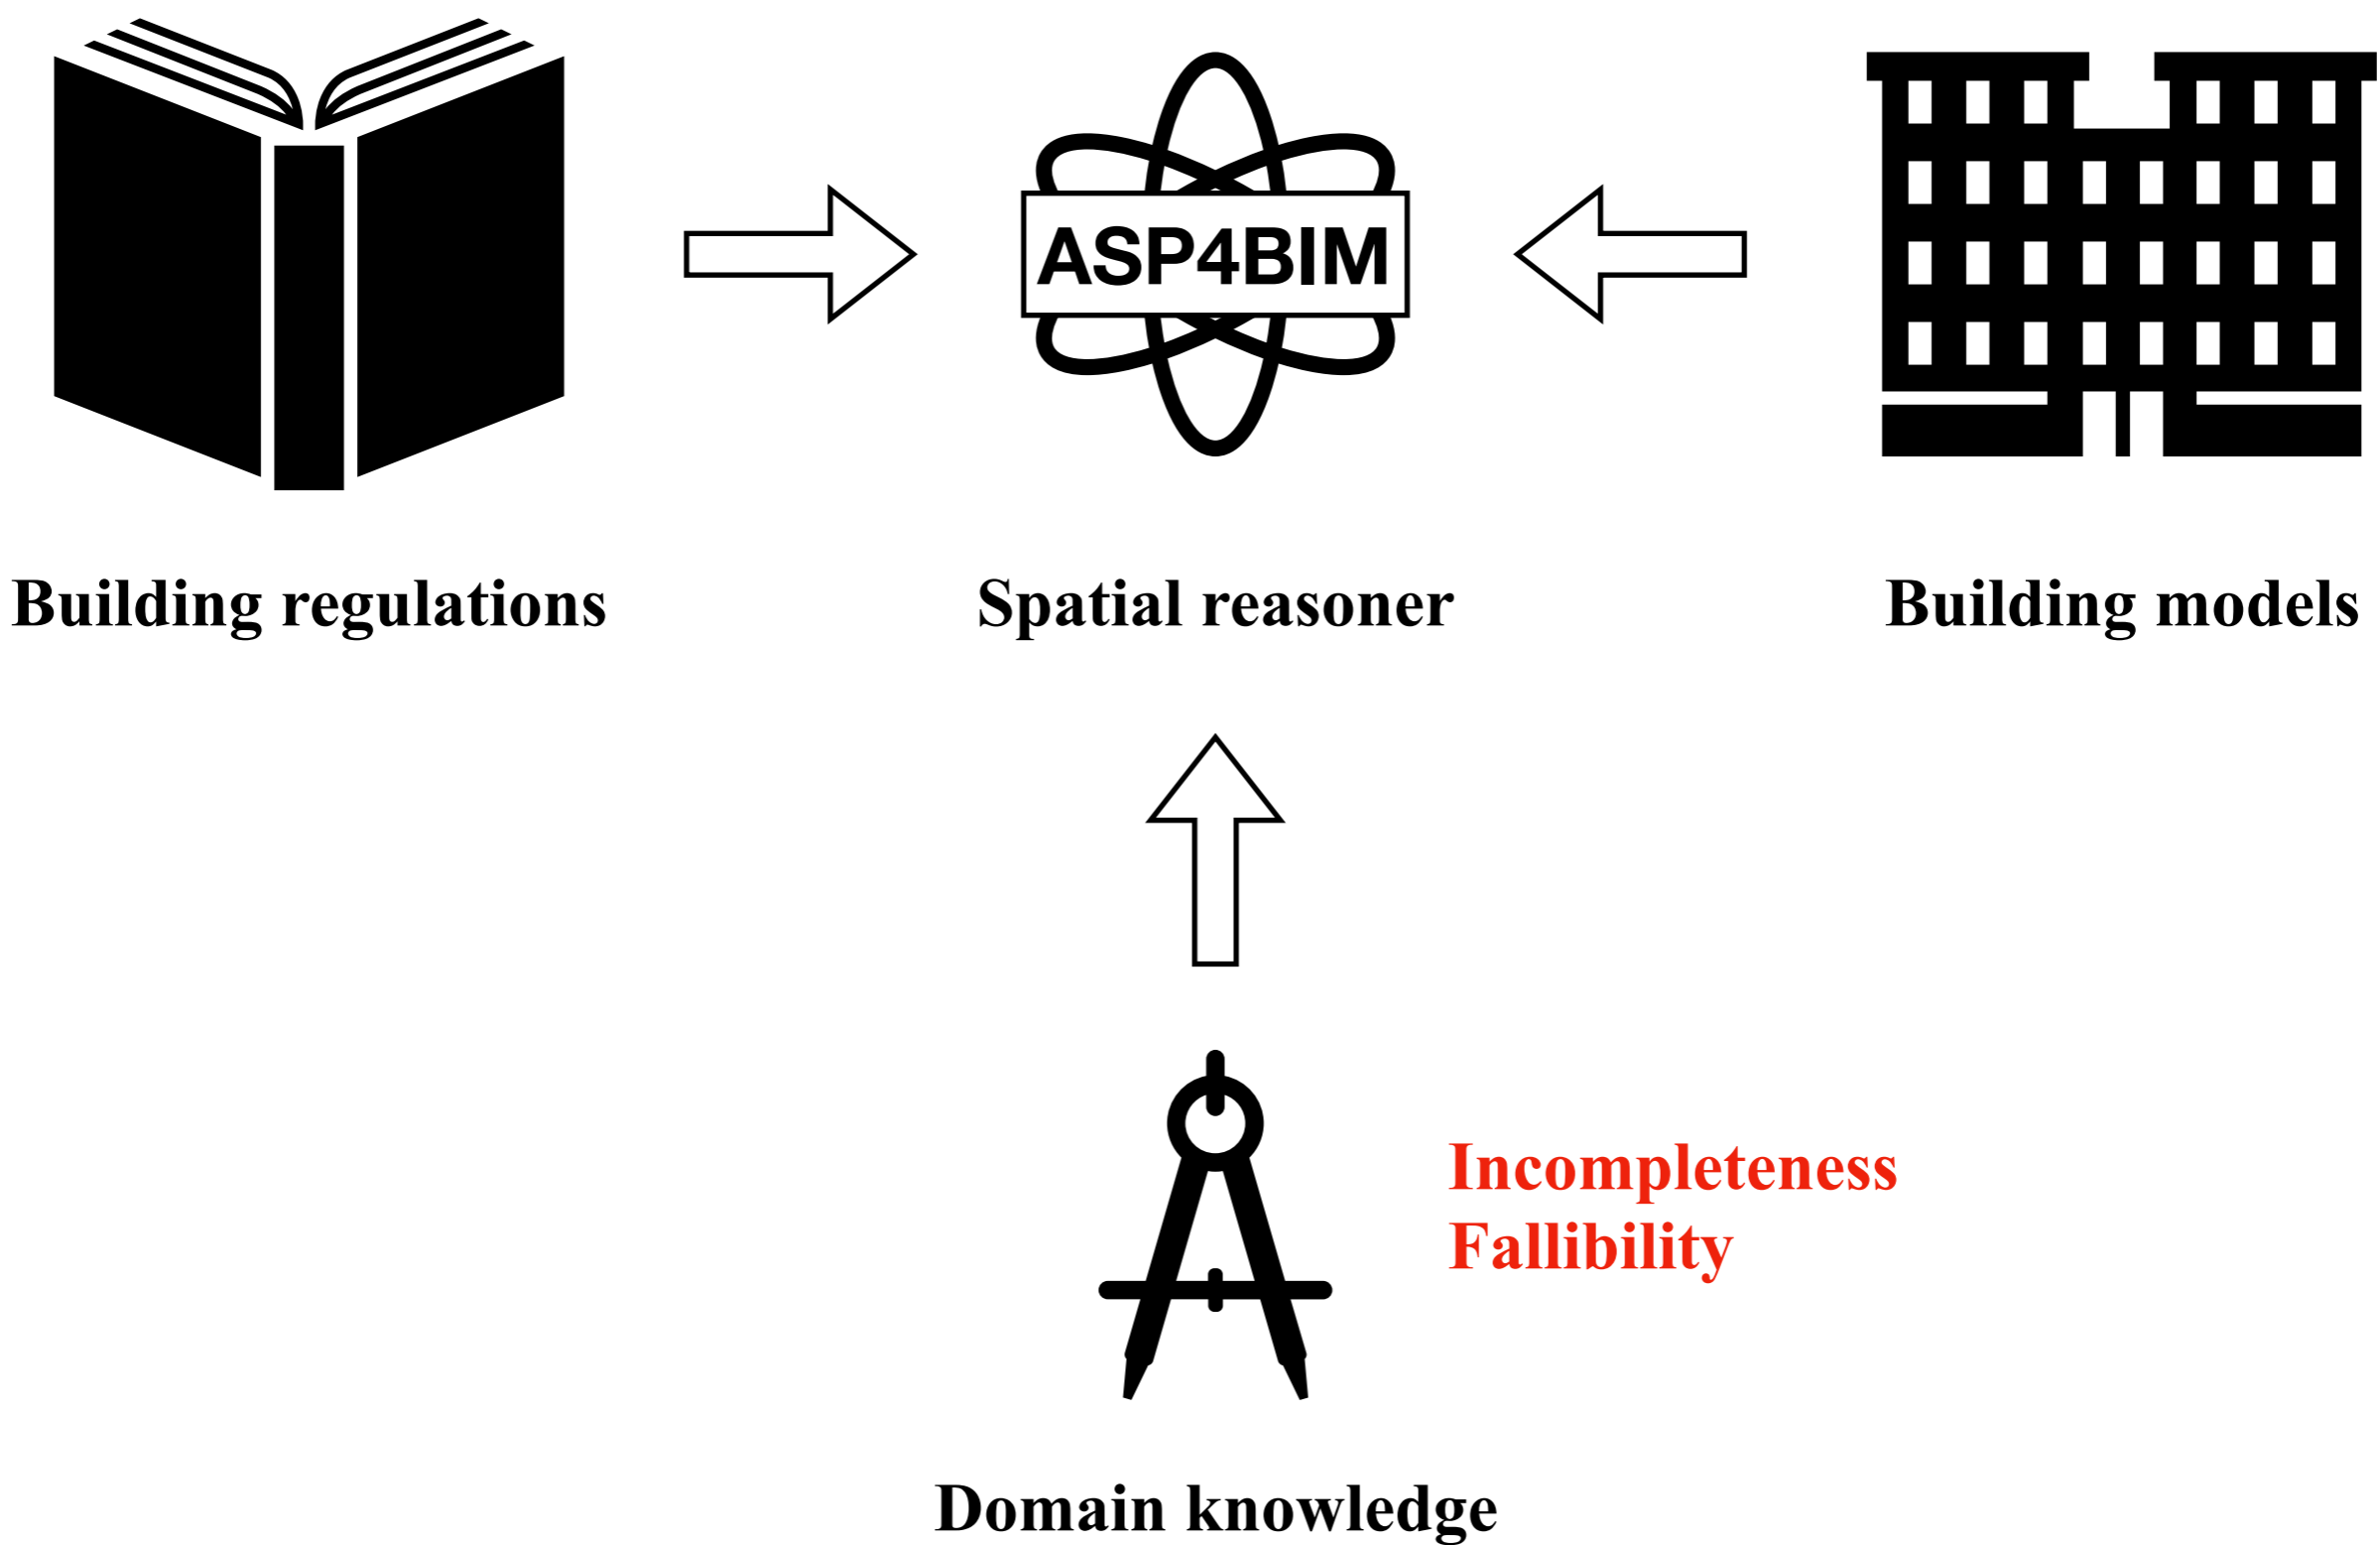 ASP4BIM
Building regulations
Spatial reasoner
Building models
Incompleteness
Fallibility
Domain knowledge